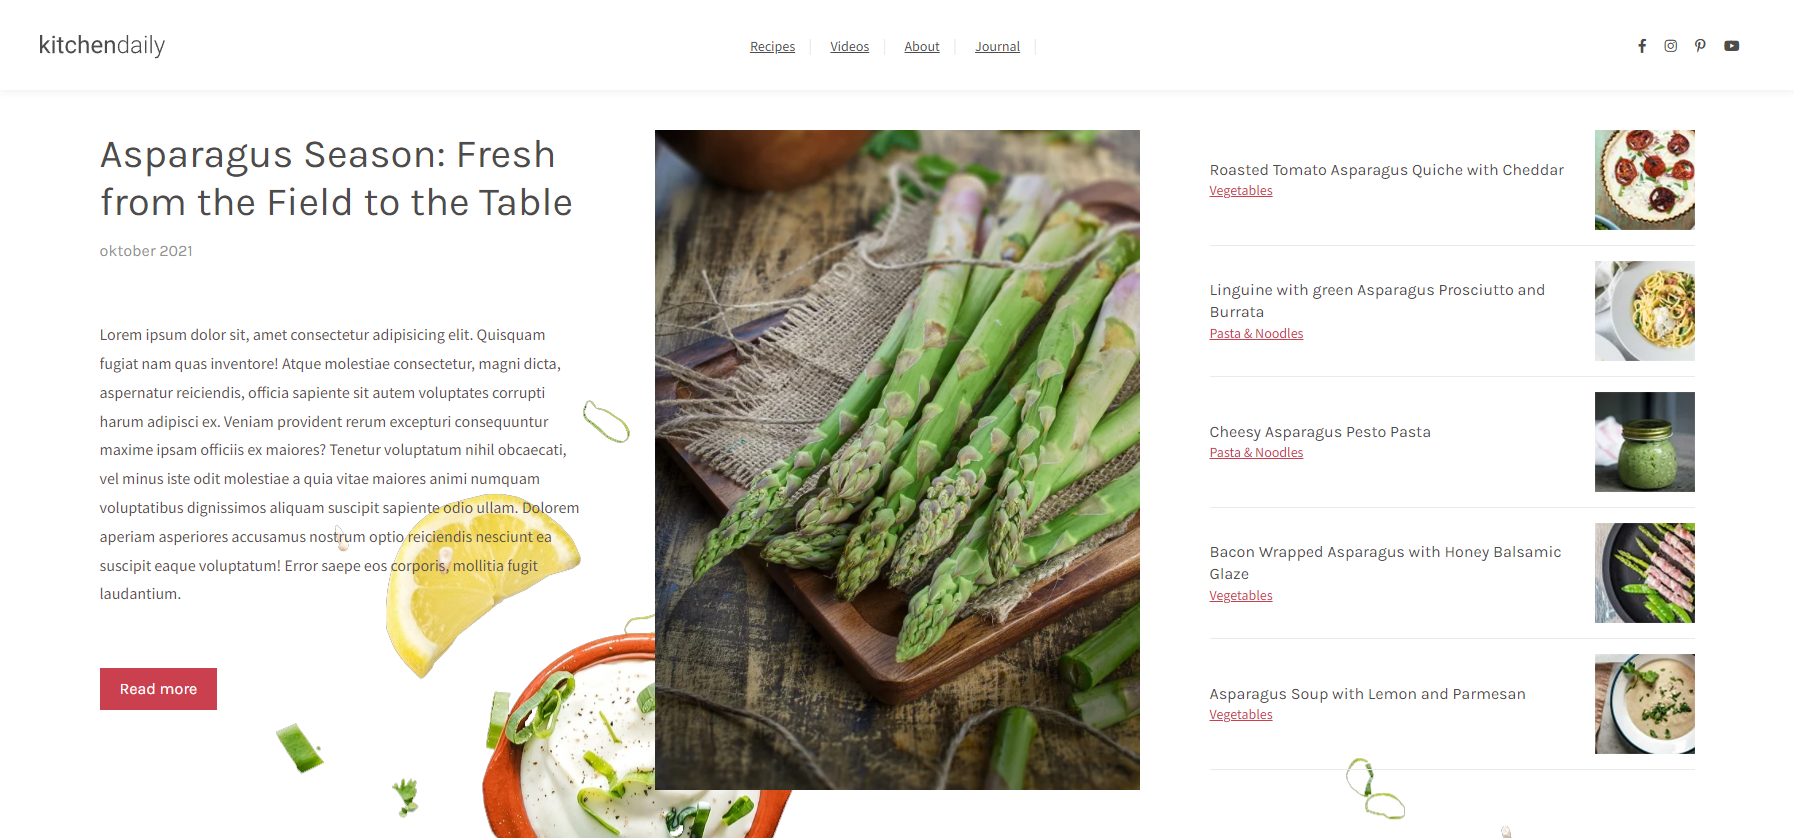 kitchendaily
Recipes
Videos
About
Journal
Asparagus Season: Fresh
from the Field to the Table
oktober 2021
Lorem ipsum dolor sit, amet consectetur adipisicing elit. Quisquam
fugiat nam quas inventore! Atque molestiae consectetur, magni dicta,
aspernatur reiciendis, officia sapiente sit autem voluptates corrupti
harum adipisci ex. Veniam provident rerum excepturi consequuntur
maxime ipsam officiis ex maiores? Tenetur voluptatum nihil obcaecati,
vel minus iste odit molestiae a quia vitae maiores animi numquam
voluptatibus dignissimos aliquam suscipit sapiente odio ullam. Dolorem
aperiam asperiores accusamus nostrum optio reiciendis nesciunt ea
suscipit eaque voluptatum! Error saepe eos corporis, mollitia fugit
laudantium.
Read more
Roasted Tomato Asparagus Quiche with Cheddar
Vegetables
Linguine with green Asparagus Prosciutto and
Burrata
Pasta & Noodles
Cheesy Asparagus Pesto Pasta
Pasta & Noodles
Bacon Wrapped Asparagus with Honey Balsamic
Glaze
Vegetables
Asparagus Soup with Lemon and Parmesan
Vegetables